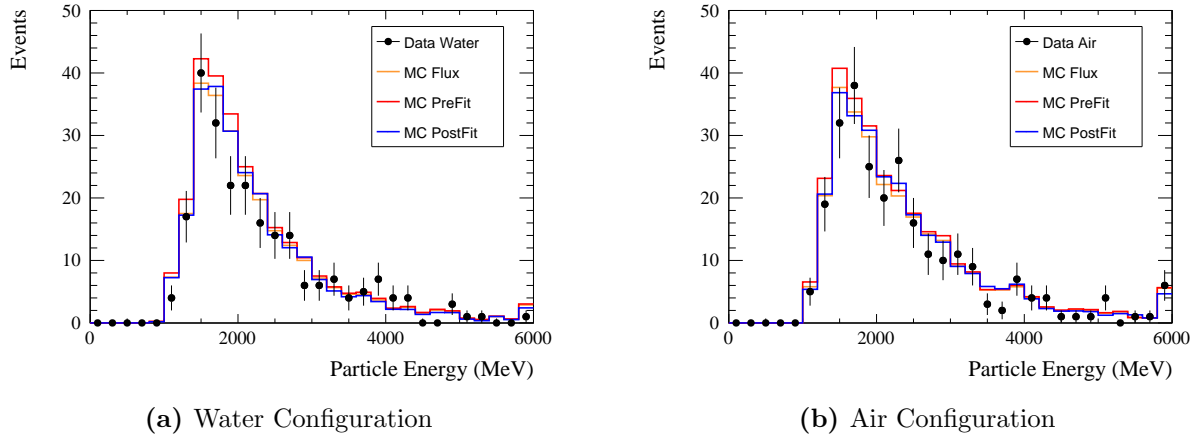 Events
50
40
30
20
10
0
0 2000 4000 6000
Particle Energy (MeV)
Data Water
MC Flux
MC PreFit
MC PostFit
(a) Water Configuration
Events
50
40
30
20
10
0
0 2000 4000 6000
Particle Energy (MeV)
Data Air
MC Flux
MC PreFit
MC PostFit
(b) Air Configuration